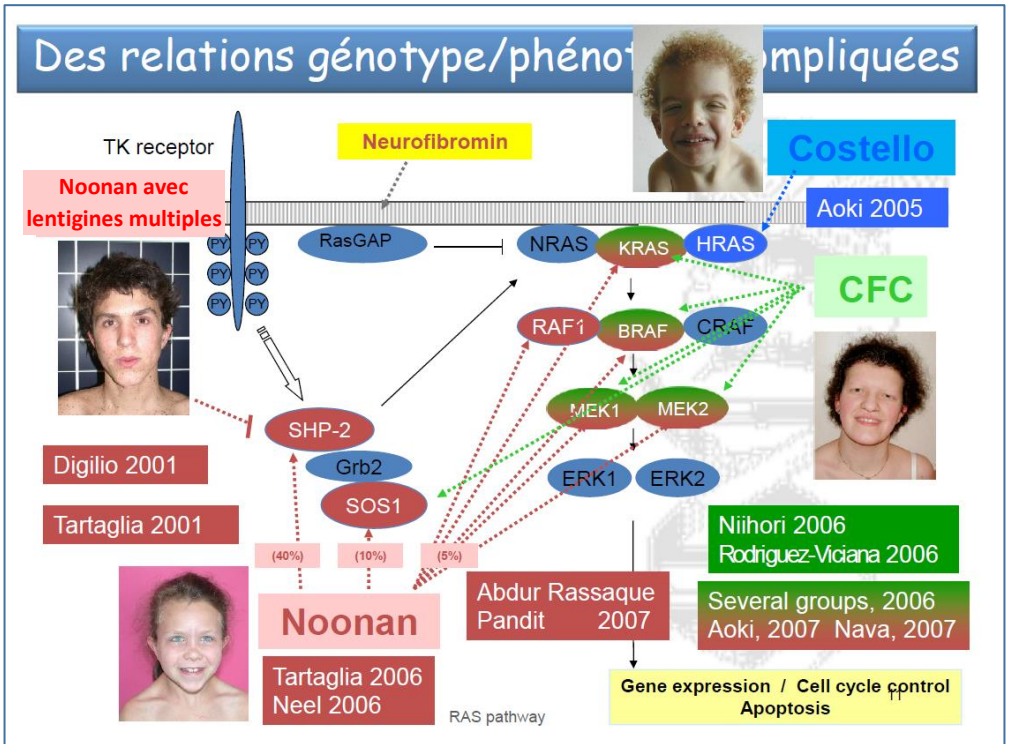 Des relations génotype/phénot ompliquées
TK receptor
Neurofibromin
Costello
Noonan avec
lentigines multiples
Aoki 2005
PY PY
PY PY
PY PY
RasGAP
NRAS
KRAS
HRAS
CFC
RAF1
BRAF
CRAF
MEK1
MEK2
SHP-2
Grb2
SOS1
ERK1
ERK2
Digilio 2001
Tartaglia 2001
(40%)
(10%)
(5%)
Niihori 2006
Rodriguez-Viciana 2006
Abdur Rassaque
Pandit 2007
Several groups, 2006
Aoki, 2007 Nava, 2007
Noonan
Tartaglia 2006
Neel 2006
RAS pathway
Gene expression / Cell cycle control
Apoptosis